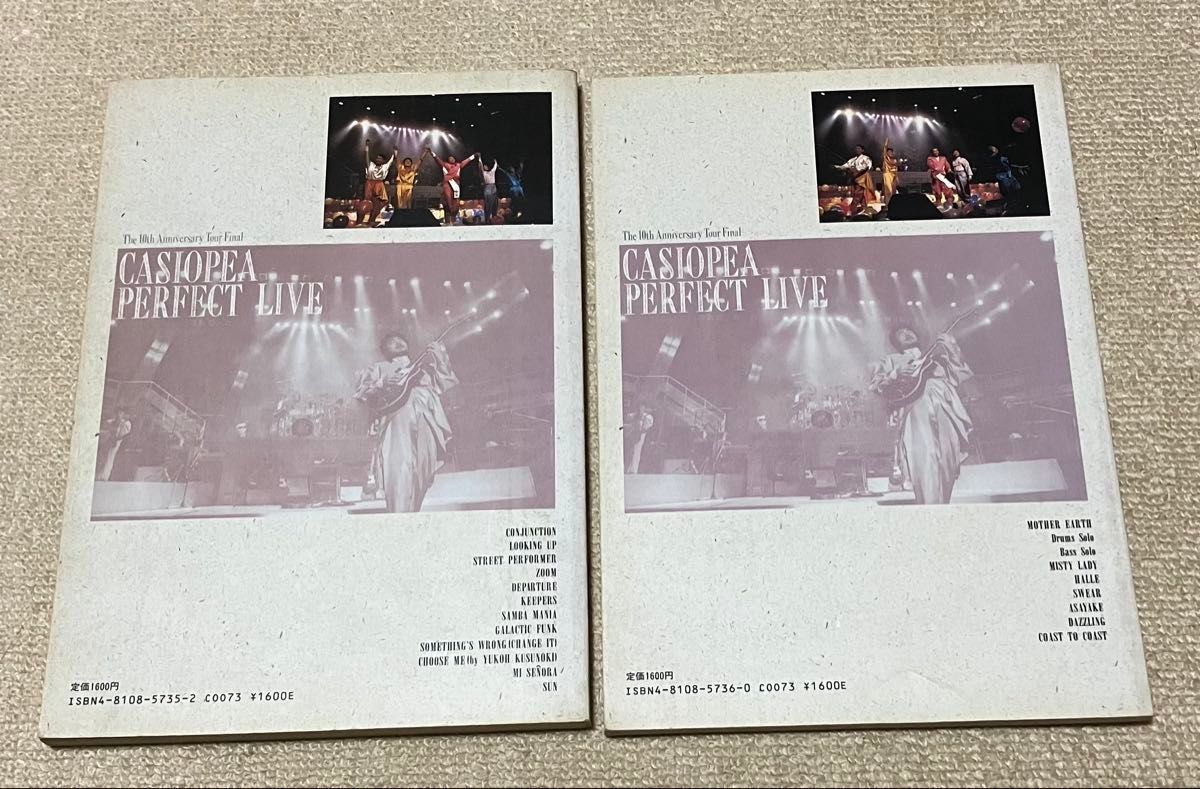 The 10th Anniversary Tour Final
CASIOPEA
PERFECT LIVE
CONJUNCTION
LOOKING UP
STREET PERFORMER
ZOOM
DEPARTURE
KEEPERS
SAMBA MANIA
GALACTIC FUNK
SOMETHING'S WRONG(CHANGE IT)
CHOOSE ME(by YUKOH KUSUNOKI)
MI SEÑORA
SUN
定価1600円
ISBN4-8108-5735-2 C0073 ¥1600E
The 10th Anniversary Tour Final
CASIOPEA
PERFECT LIVE
MOTHER EARTH
Drums Solo
Bass Solo
MISTY LADY
HALLE
SWEAR
ASAYAKE
DAZZLING
COAST TO COAST
定価1600円
ISBN4-8108-5736-0 C0073 ¥1600E